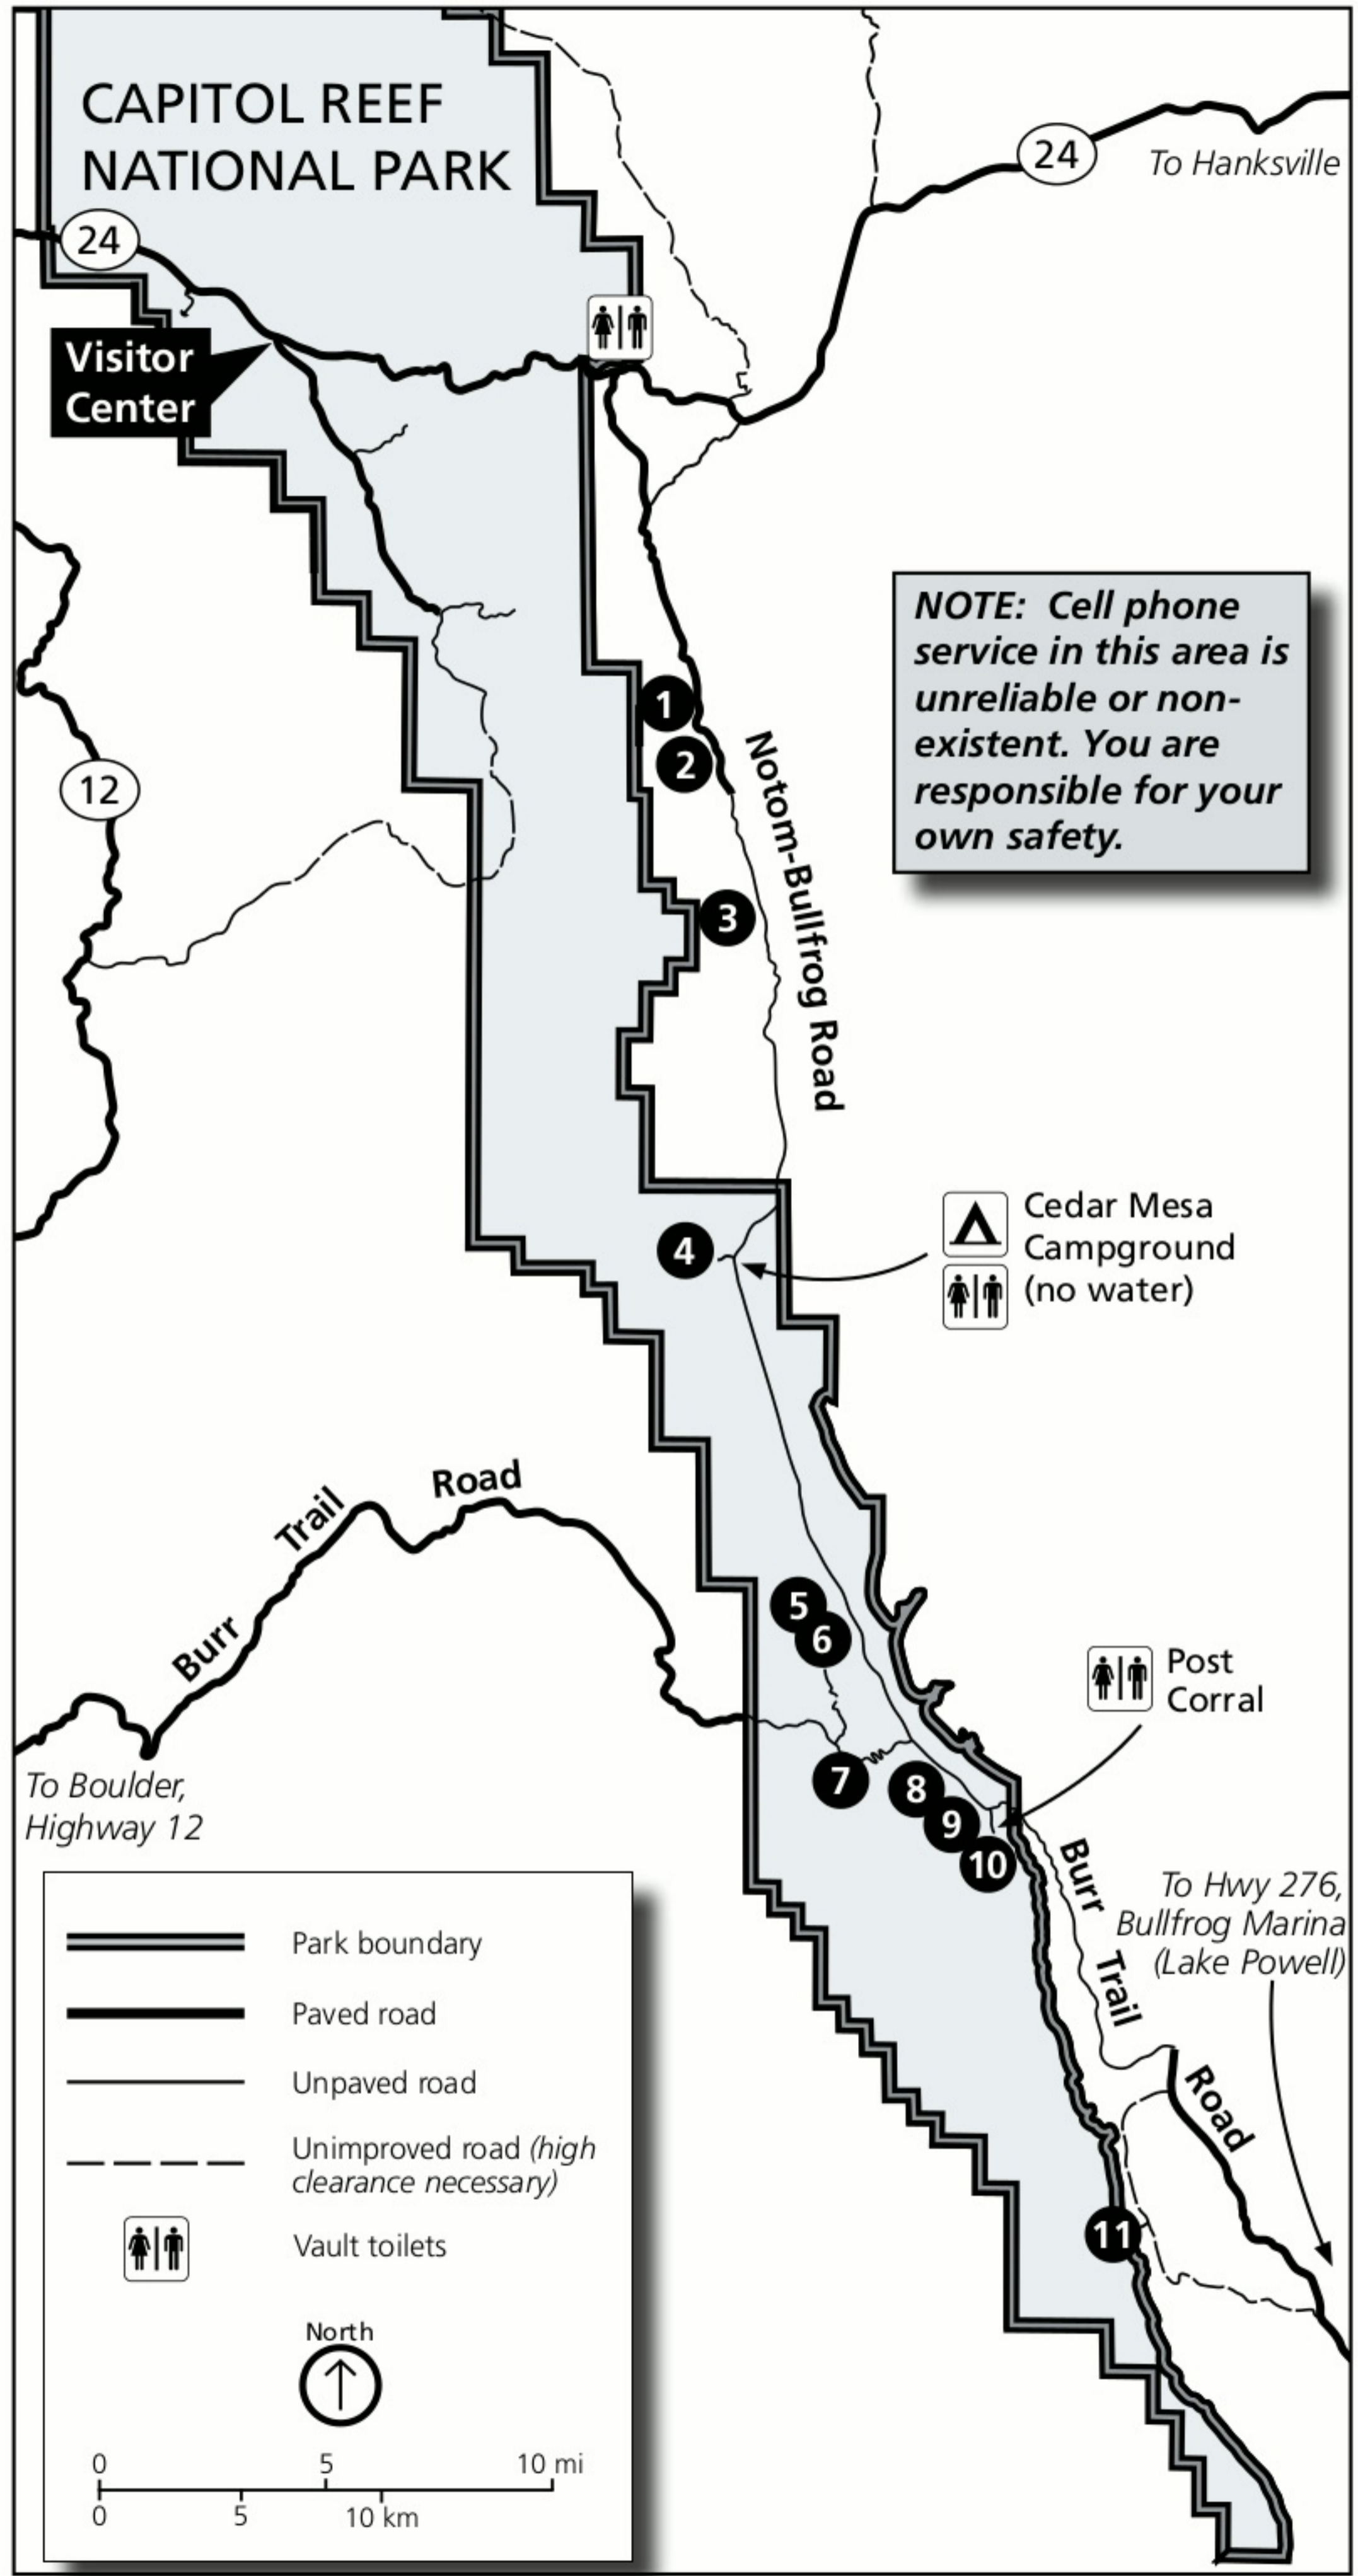 CAPITOL REEF
NATIONAL PARK
24
To Hanksville
24
Visitor
Center
NOTE: Cell phone
service in this area is
unreliable or non-
existent. You are
responsible for your
own safety.
1
2
Notom-Bullfrog Road
12
3
Cedar Mesa
Campground
(no water)
4
Burr Trail Road
5
6
Post
Corral
7
8
9
10
To Boulder,
Highway 12
Burr Trail Road
To Hwy 276,
Bullfrog Marina
(Lake Powell)
11
Park boundary
Paved road
Unpaved road
Unimproved road (high
clearance necessary)
Vault toilets
North
0 5 10 mi
0 5 10 km